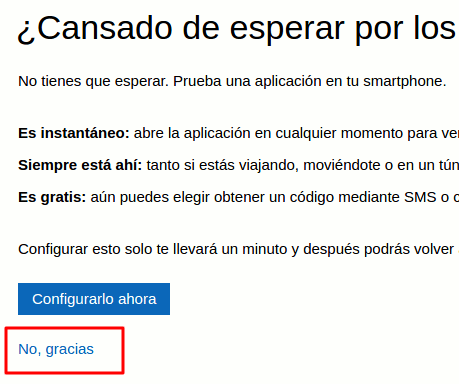 ¿Cansado de esperar por los
No tienes que esperar. Prueba una aplicación en tu smartphone.
Es instantáneo: abre la aplicación en cualquier momento para
Siempre está ahí: tanto si estás viajando, moviéndote o en un
Es gratis: aún puedes elegir obtener un código mediante SMS o
Configurar esto solo te llevará un minuto y después podrás volver
Configurarlo ahora
No, gracias